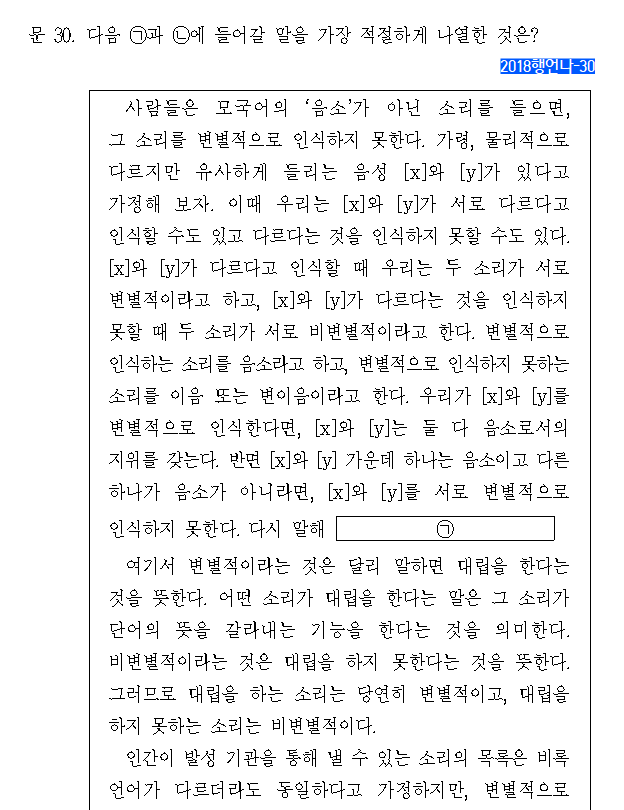 문 30. 다음 ㉠과 ㉡에 들어갈 말을 가장 적절하게 나열한 것은?
2018행언나-30
사람들은 모국어의 ‘음소’가 아닌 소리를 들으면,
그 소리를 변별적으로 인식하지 못한다. 가령, 물리적으로
다르지만 유사하게 들리는 음성 [x]와 [y]가 있다고
가정해 보자. 이때 우리는 [x]와 [y]가 서로 다르다고
인식할 수도 있고 다르다는 것을 인식하지 못할 수도 있다.
[x]와 [y]가 다르다고 인식할 때 우리는 두 소리가 서로
변별적이라고 하고, [x]와 [y]가 다르다는 것을 인식하지
못할 때 두 소리가 서로 비변별적이라고 한다. 변별적으로
인식하는 소리를 음소라고 하고, 변별적으로 인식하지 못하는
소리를 이음 또는 변이음이라고 한다. 우리가 [x]와 [y]를
변별적으로 인식한다면, [x]와 [y]는 둘 다 음소로서의
지위를 갖는다. 반면 [x]와 [y] 가운데 하나는 음소이고 다른
하나가 음소가 아니라면, [x]와 [y]를 서로 변별적으로
인식하지 못한다. 다시 말해 ㉠
여기서 변별적이라는 것은 달리 말하면 대립을 한다는
것을 뜻한다. 어떤 소리가 대립을 한다는 말은 그 소리가
단어의 뜻을 갈라내는 기능을 한다는 것을 의미한다.
비변별적이라는 것은 대립을 하지 못한다는 것을 뜻한다.
그러므로 대립을 하는 소리는 당연히 변별적이고, 대립을
하지 못하는 소리는 비변별적이다.
인간이 발성 기관을 통해 낼 수 있는 소리의 목록은 비록
언어가 다르더라도 동일하다고 가정하지만, 변별적으로